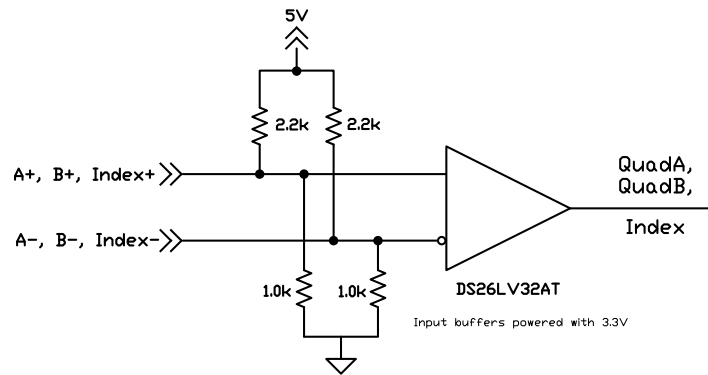 5V
2.2k
2.2k
A+, B+, Index+
QuadA,
QuadB,
Index
A-, B-, Index-
1.0k
1.0k
DS26LV32AT
Input buffers powered with 3.3V